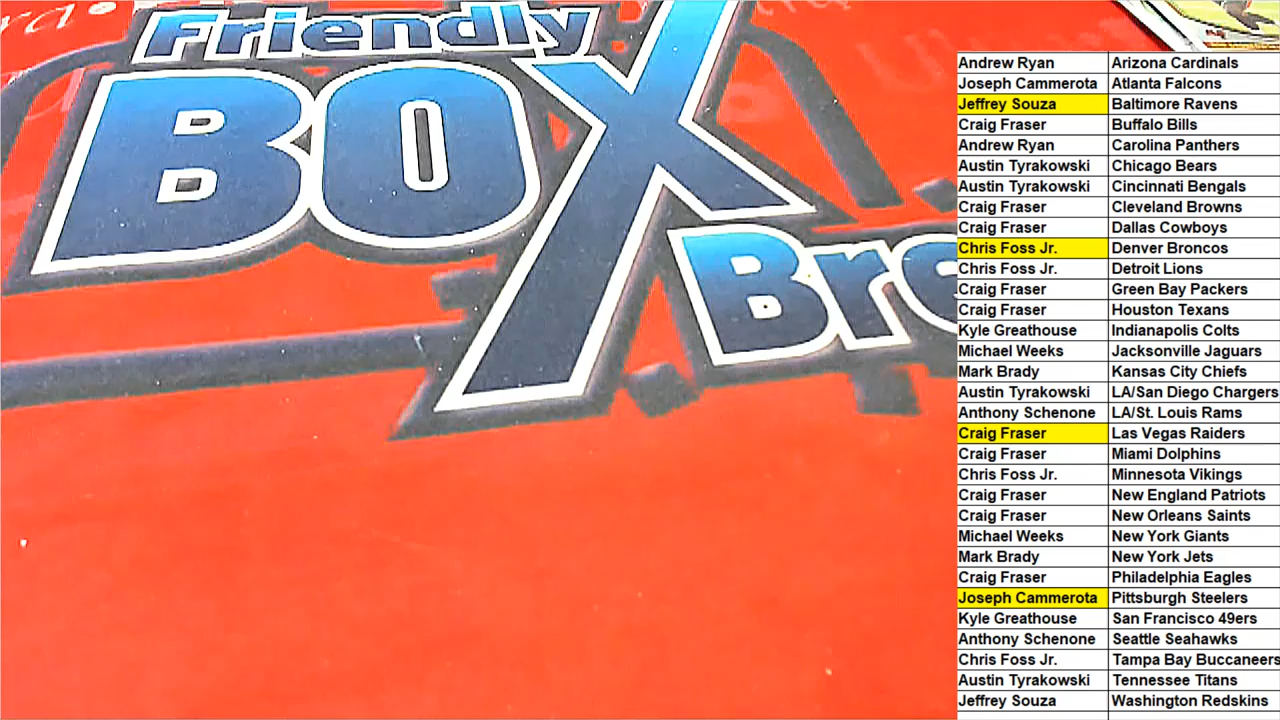 Friendly
BOX
Bro
Andrew Ryan Arizona Cardinals
Joseph Cammerota Atlanta Falcons
Jeffrey Souza Baltimore Ravens
Craig Fraser Buffalo Bills
Andrew Ryan Carolina Panthers
Austin Tyrakowski Chicago Bears
Austin Tyrakowski Cincinnati Bengals
Craig Fraser Cleveland Browns
Craig Fraser Dallas Cowboys
Chris Foss Jr. Denver Broncos
Chris Foss Jr. Detroit Lions
Craig Fraser Green Bay Packers
Craig Fraser Houston Texans
Kyle Greathouse Indianapolis Colts
Michael Weeks Jacksonville Jaguars
Mark Brady Kansas City Chiefs
Austin Tyrakowski LA/San Diego Chargers
Anthony Schenone LA/St. Louis Rams
Craig Fraser Las Vegas Raiders
Craig Fraser Miami Dolphins
Chris Foss Jr. Minnesota Vikings
Craig Fraser New England Patriots
Craig Fraser New Orleans Saints
Michael Weeks New York Giants
Mark Brady New York Jets
Craig Fraser Philadelphia Eagles
Joseph Cammerota Pittsburgh Steelers
Kyle Greathouse San Francisco 49ers
Anthony Schenone Seattle Seahawks
Chris Foss Jr. Tampa Bay Buccaneers
Austin Tyrakowski Tennessee Titans
Jeffrey Souza Washington Redskins